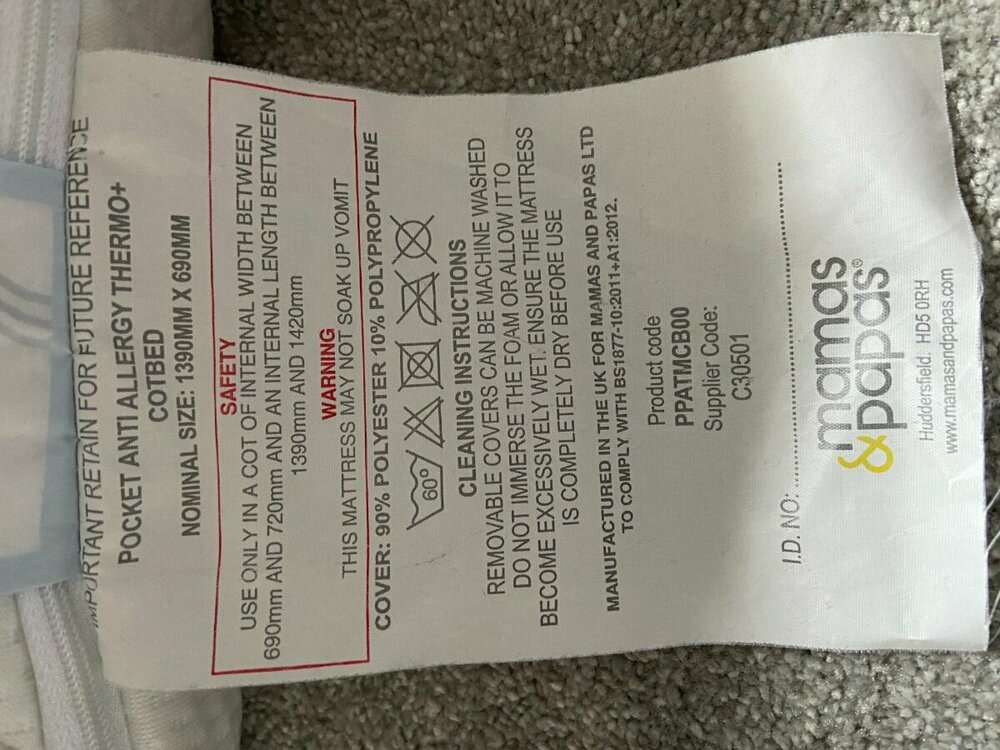 IMPORTANT RETAIN FOR FUTURE REFERENCE
POCKET ANTI ALLERGY THERMO+
COTBED
NOMINAL SIZE: 1390MM X 690MM
SAFETY
USE ONLY IN A COT OF INTERNAL WIDTH BETWEEN
690mm AND 720mm AND AN INTERNAL LENGTH BETWEEN
1390mm AND 1420mm
WARNING
THIS MATTRESS MAY NOT SOAK UP VOMIT
COVER: 90% POLYESTER 10% POLYPROPYLENE
60°
CLEANING INSTRUCTIONS
REMOVABLE COVERS CAN BE MACHINE WASHED
DO NOT IMMERSE THE FOAM OR ALLOW IT TO
BECOME EXCESSIVELY WET. ENSURE THE MATTRESS
IS COMPLETELY DRY BEFORE USE
MANUFACTURED IN THE UK FOR MAMAS AND PAPAS LTD
TO COMPLY WITH BS1877-10:2011+A1:2012.
Product code
PPATMCB00
Supplier Code:
C30501
I.D. NO: ....................................................
mamas
&papas®
Huddersfield. HD5 0RH
www.mamasandpapas.com